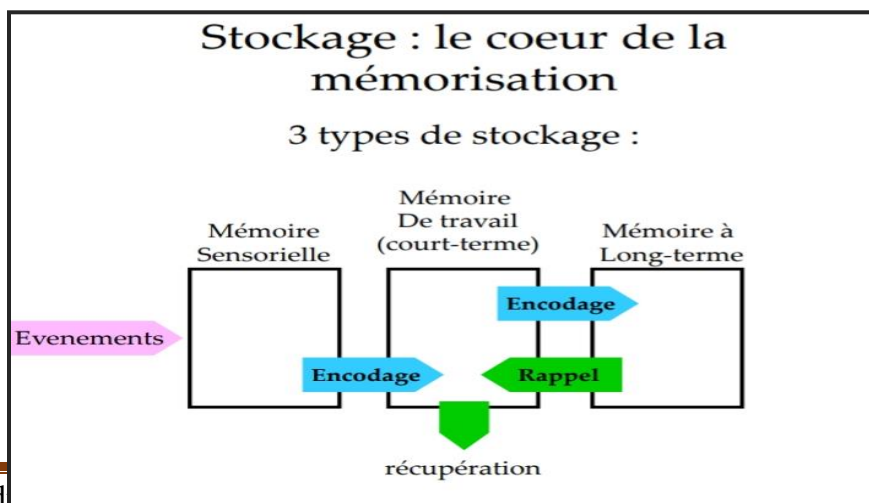 Stockage : le coeur de la
mémorisation
3 types de stockage :
Mémoire
Sensorielle
Mémoire
De travail
(court-terme)
Mémoire à
Long-terme
Evenements
Encodage
Encodage
Rappel
récupération